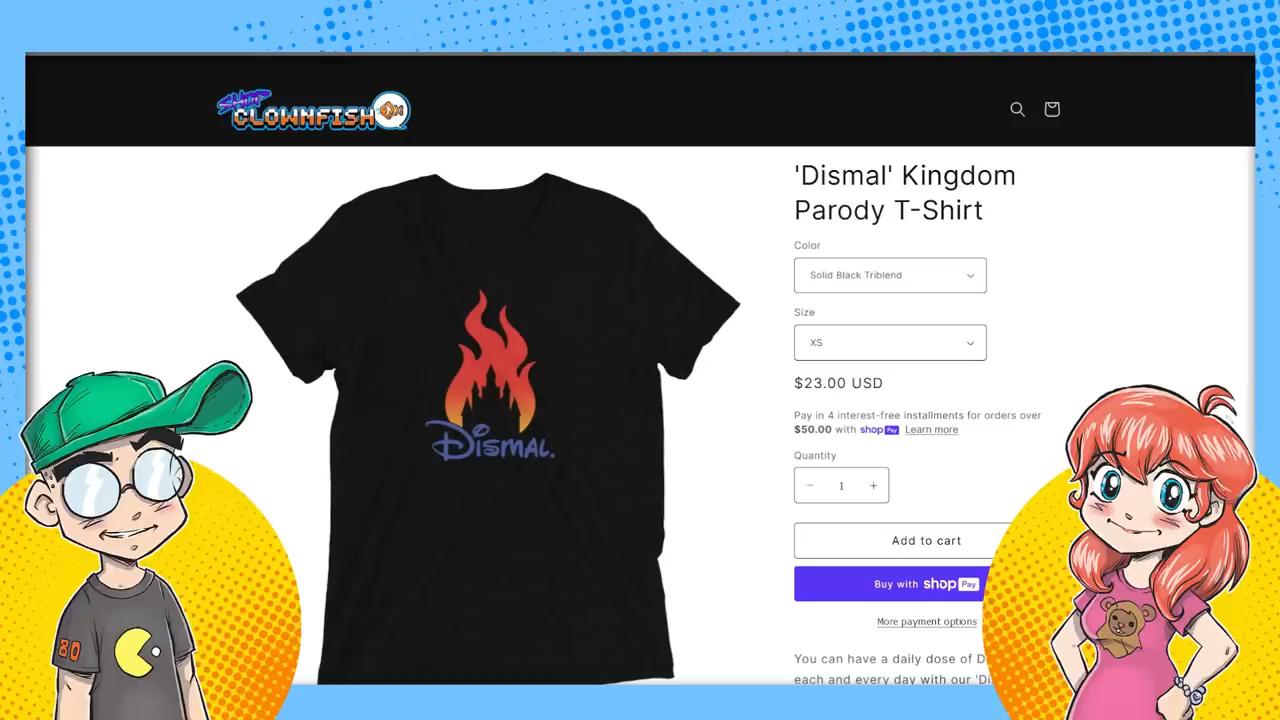 SHOP
CLOWNFISH
'Dismal' Kingdom
Parody T-Shirt
Color
Solid Black Triblend
Size
XS
$23.00 USD
Pay in 4 interest-free installments for orders over
$50.00 with shop Pay Learn more
Quantity
− 1 +
Add to cart
Buy with shop Pay
More payment options
You can have a daily dose of
each and every day with our
Dismal.
80